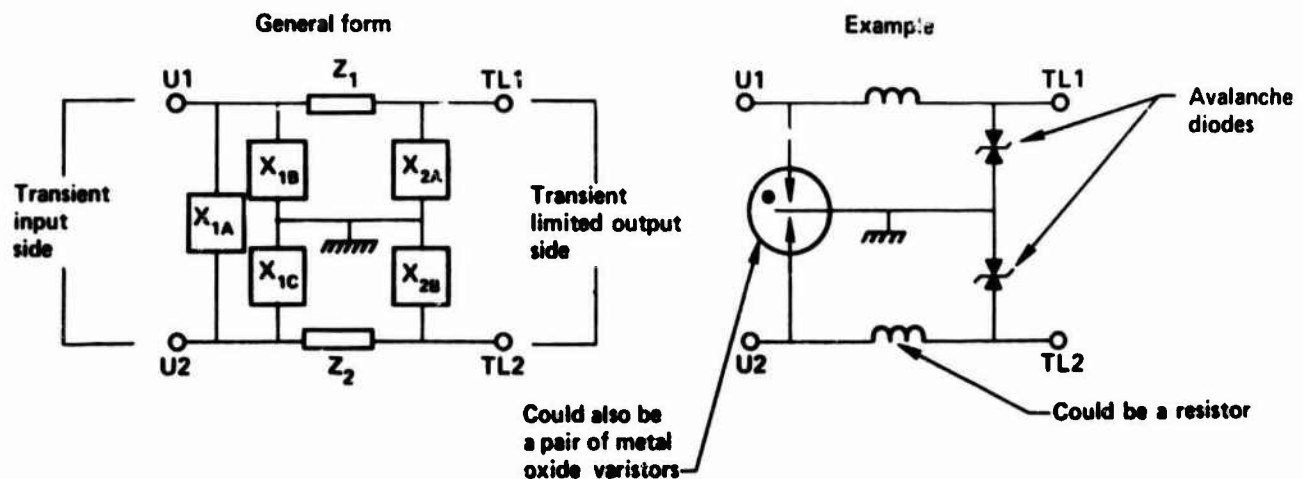 General form
Example
U1
Z1
TL1
Transient
input
side
X1A
X1B
X1C
X2A
X2B
Transient
limited output
side
U2
Z2
TL2
U1
TL1
Avalanche
diodes
U2
TL2
Could also be
a pair of metal
oxide varistors
Could be a resistor